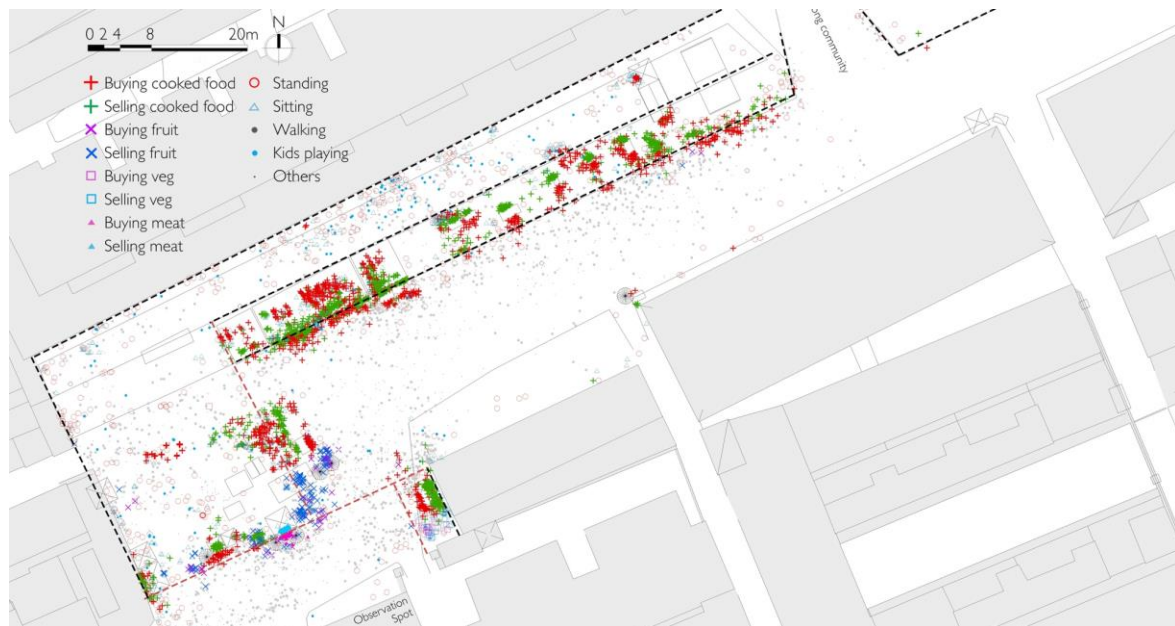 0 2 4 8 20m
N
Buying cooked food
Selling cooked food
Buying fruit
Selling fruit
Buying veg
Selling veg
Buying meat
Selling meat
Standing
Sitting
Walking
Kids playing
Others
community
Observation
Spot